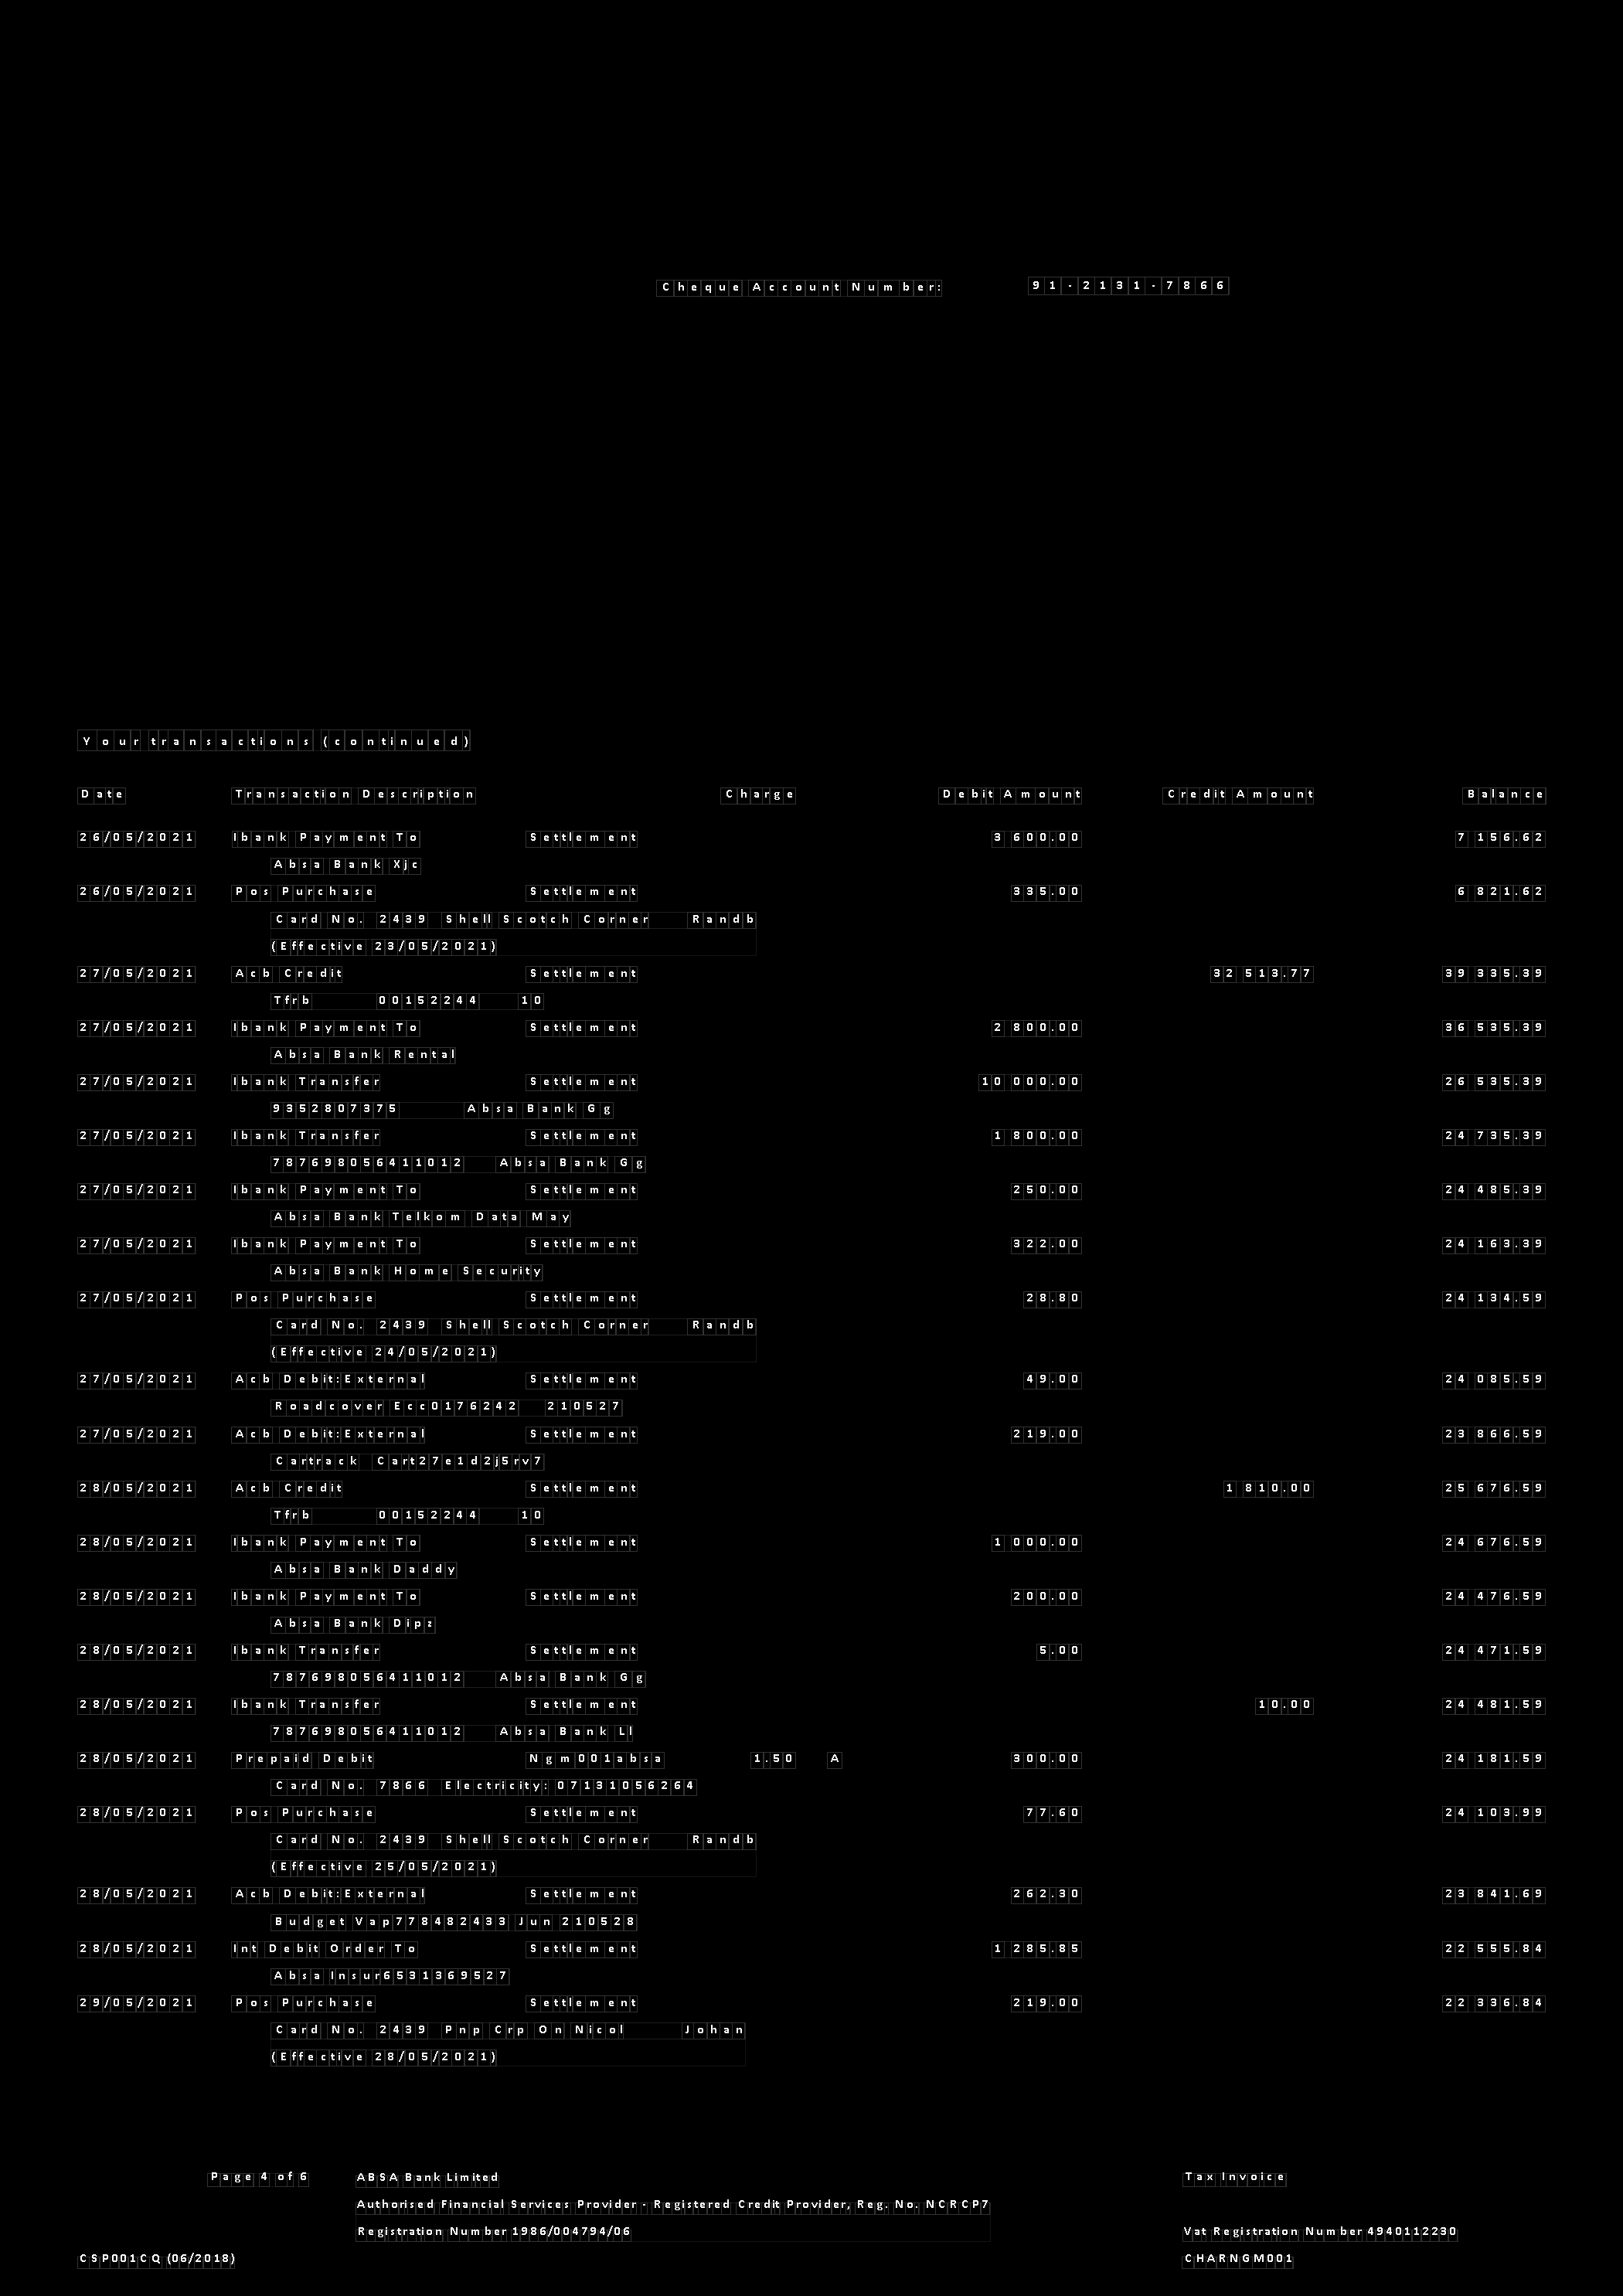 Cheque Account Number: 91-2131-7866
Your transactions (continued)
Date Transaction Description Charge Debit Amount Credit Amount Balance
26/05/2021 Ibank Payment To Settlement 3 600.00 7 156.62
Absa Bank Xjc
26/05/2021 Pos Purchase Settlement 335.00 6 821.62
Card No. 2439 Shell Scotch Corner Randb
(Effective 23/05/2021)
27/05/2021 Acb Credit Settlement 32 513.77 39 335.39
Tfrb 00152244 10
27/05/2021 Ibank Payment To Settlement 2 800.00 36 535.39
Absa Bank Rental
27/05/2021 Ibank Transfer Settlement 10 000.00 26 535.39
9352807375 Absa Bank Gg
27/05/2021 Ibank Transfer Settlement 1 800.00 24 735.39
787698056411012 Absa Bank Gg
27/05/2021 Ibank Payment To Settlement 250.00 24 485.39
Absa Bank Telkom Data May
27/05/2021 Ibank Payment To Settlement 322.00 24 163.39
Absa Bank Home Security
27/05/2021 Pos Purchase Settlement 28.80 24 134.59
Card No. 2439 Shell Scotch Corner Randb
(Effective 24/05/2021)
27/05/2021 Acb Debit:External Settlement 49.00 24 085.59
Roadcover Ecc0176242 210527
27/05/2021 Acb Debit:External Settlement 219.00 23 866.59
Cartrack Cart27e1d2j5rv7
28/05/2021 Acb Credit Settlement 1 810.00 25 676.59
Tfrb 00152244 10
28/05/2021 Ibank Payment To Settlement 1 000.00 24 676.59
Absa Bank Daddy
28/05/2021 Ibank Payment To Settlement 200.00 24 476.59
Absa Bank Dipz
28/05/2021 Ibank Transfer Settlement 5.00 24 471.59
787698056411012 Absa Bank Gg
28/05/2021 Ibank Transfer Settlement 10.00 24 481.59
787698056411012 Absa Bank Ll
28/05/2021 Prepaid Debit Ngm001absa 1.50 A 300.00 24 181.59
Card No. 7866 Electricity:07131056264
28/05/2021 Pos Purchase Settlement 77.60 24 103.99
Card No. 2439 Shell Scotch Corner Randb
(Effective 25/05/2021)
28/05/2021 Acb Debit:External Settlement 262.30 23 841.69
Budget Vap778482433 Jun 210528
28/05/2021 Int Debit Order To Settlement 1 285.85 22 555.84
Absa Insur6531369527
29/05/2021 Pos Purchase Settlement 219.00 22 336.84
Card No. 2439 Pnp Crp On Nicol Johan
(Effective 28/05/2021)
Page 4 of 6 ABSA Bank Limited Tax Invoice
Authorised Financial Services Provider - Registered Credit Provider, Reg. No. NCRCP7
Registration Number 1986/004794/06 Vat Registration Number 4940112230
CSP001CQ (06/2018) CHARNGM001